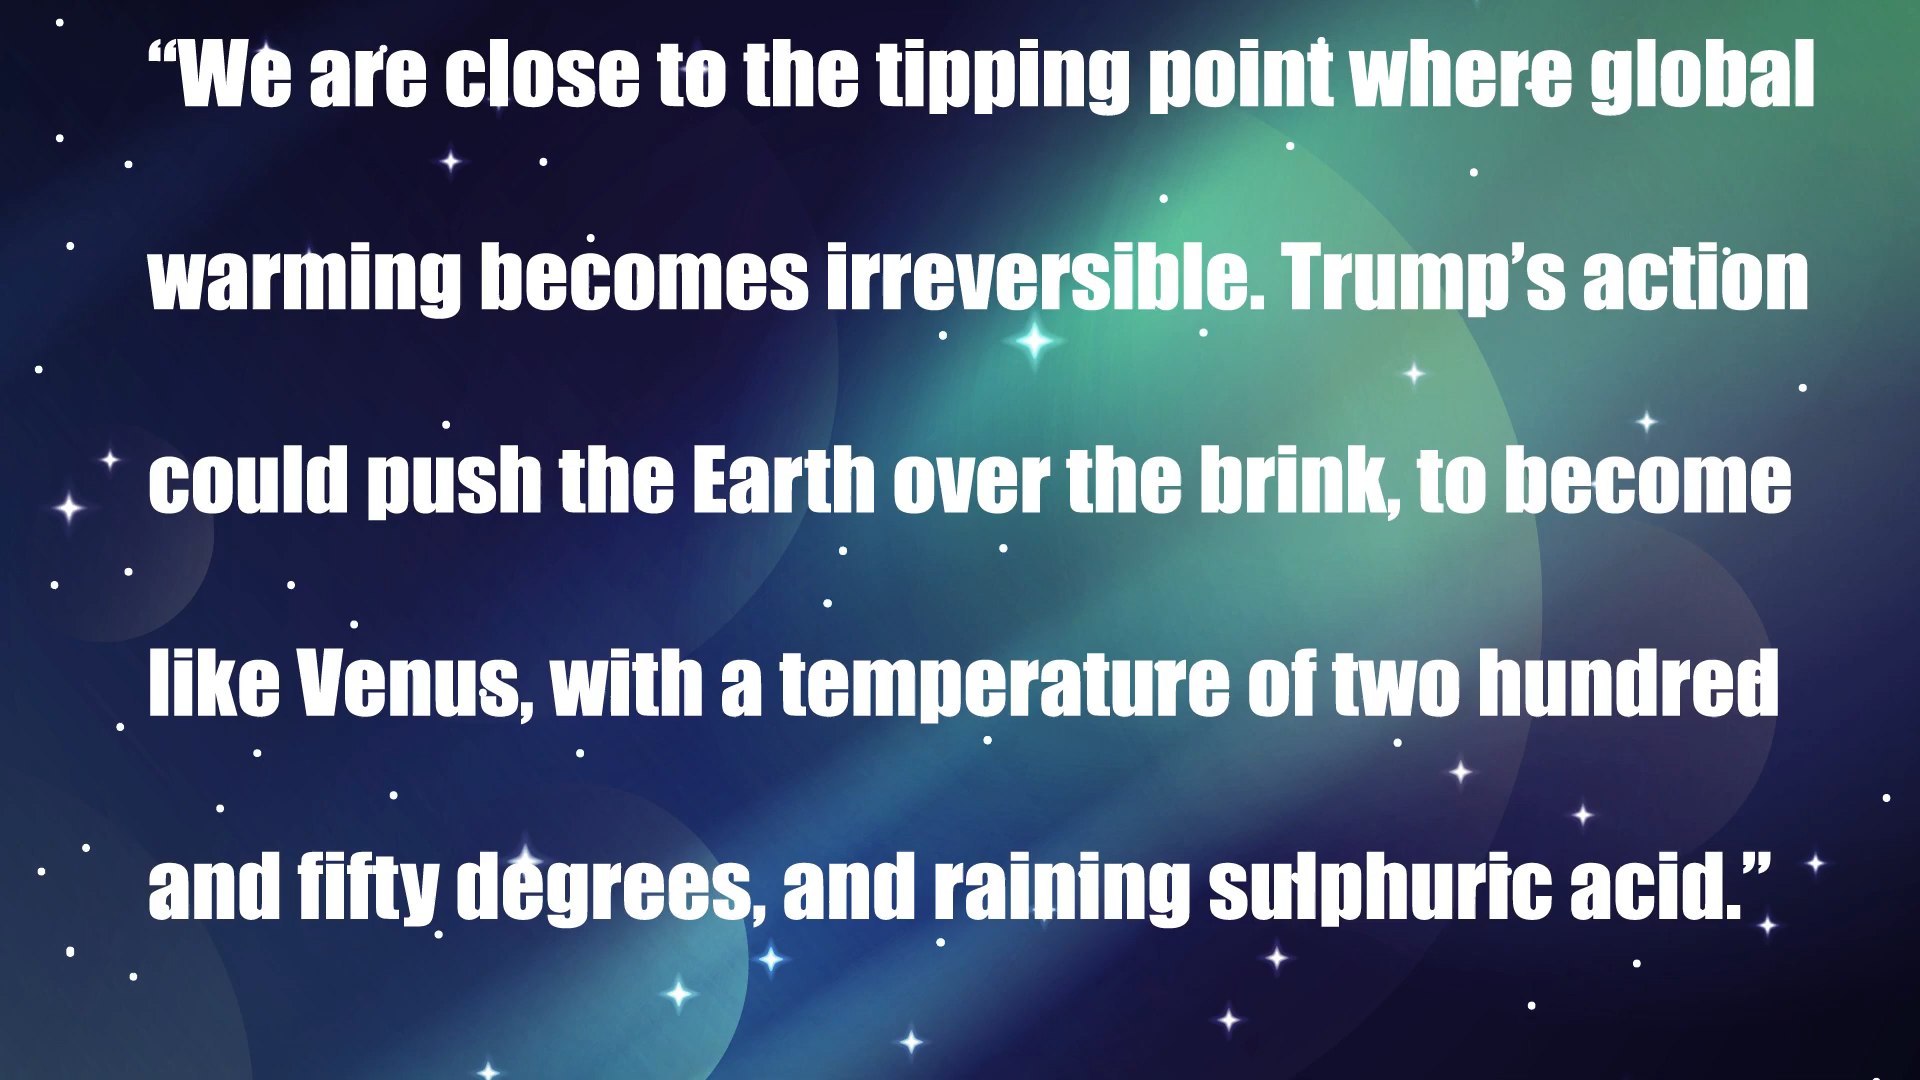 “We are close to the tipping point where global
warming becomes irreversible. Trump’s action
could push the Earth over the brink, to become
like Venus, with a temperature of two hundred
and fifty degrees, and raining sulphuric acid.”